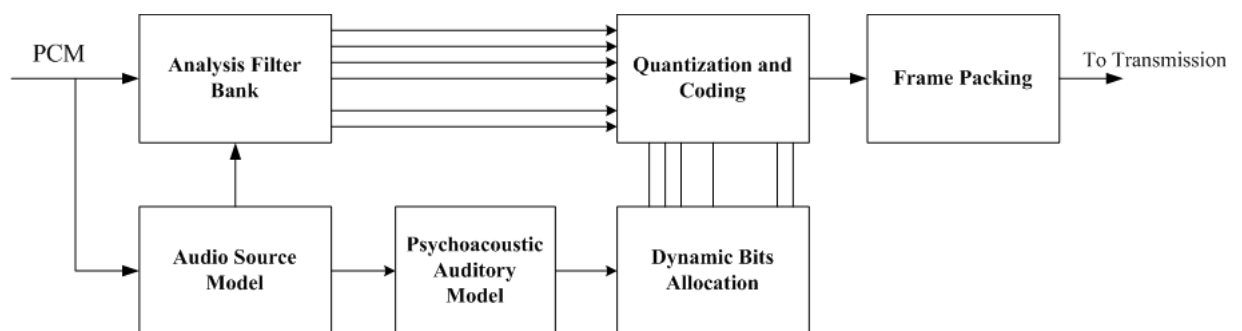 PCM
Analysis Filter
Bank
Quantization and
Coding
Frame Packing
To Transmission
Audio Source
Model
Psychoacoustic
Auditory
Model
Dynamic Bits
Allocation